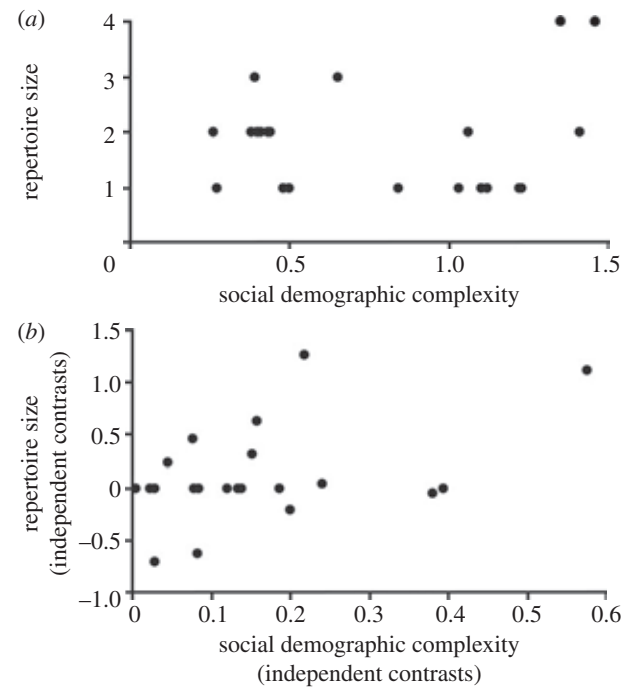 (a)
4
3
2
1
0
0.5
1.0
1.5
repertoire size
social demographic complexity
(b)
1.5
1.0
0.5
0
–0.5
–1.0
repertoire size
(independent contrasts)
0
0.1
0.2
0.3
0.4
0.5
0.6
social demographic complexity
(independent contrasts)